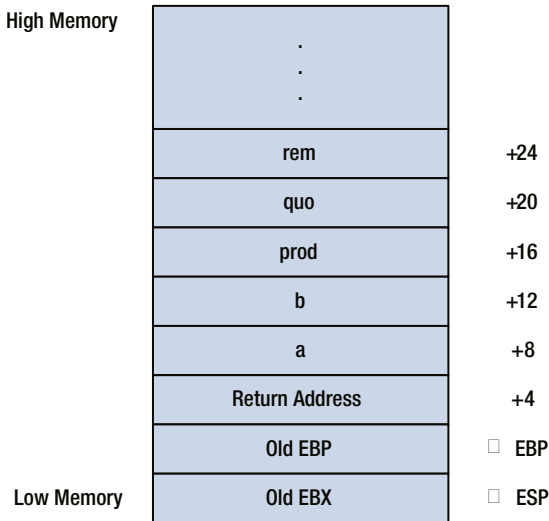 High Memory
.
.
.
rem +24
quo +20
prod +16
b +12
a +8
Return Address +4
Old EBP □ EBP
Low Memory Old EBX □ ESP